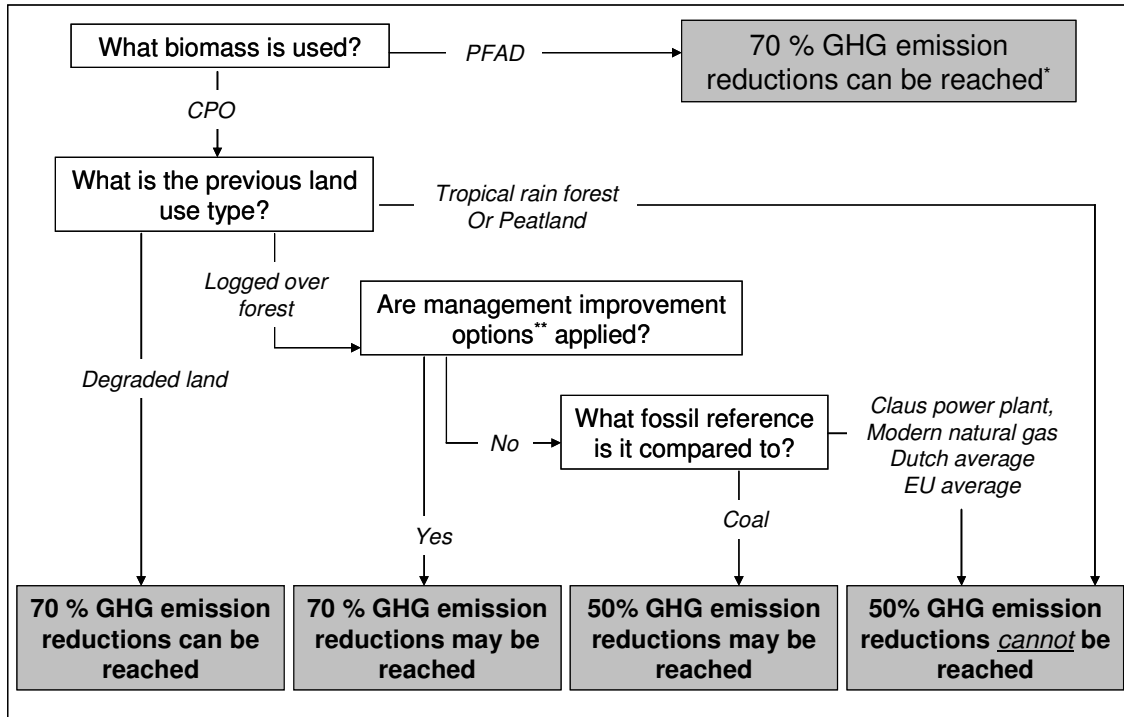 What biomass is used?
PFAD
70 % GHG emission
reductions can be reached*
CPO
What is the previous land
use type?
Tropical rain forest
Or Peatland
Logged over
forest
Are management improvement
options** applied?
Degraded land
What fossil reference
is it compared to?
Claus power plant,
Modern natural gas
Dutch average
EU average
No
Yes
Coal
70 % GHG emission
reductions can be
reached
70 % GHG emission
reductions may be
reached
50% GHG emission
reductions may be
reached
50% GHG emission
reductions cannot be
reached